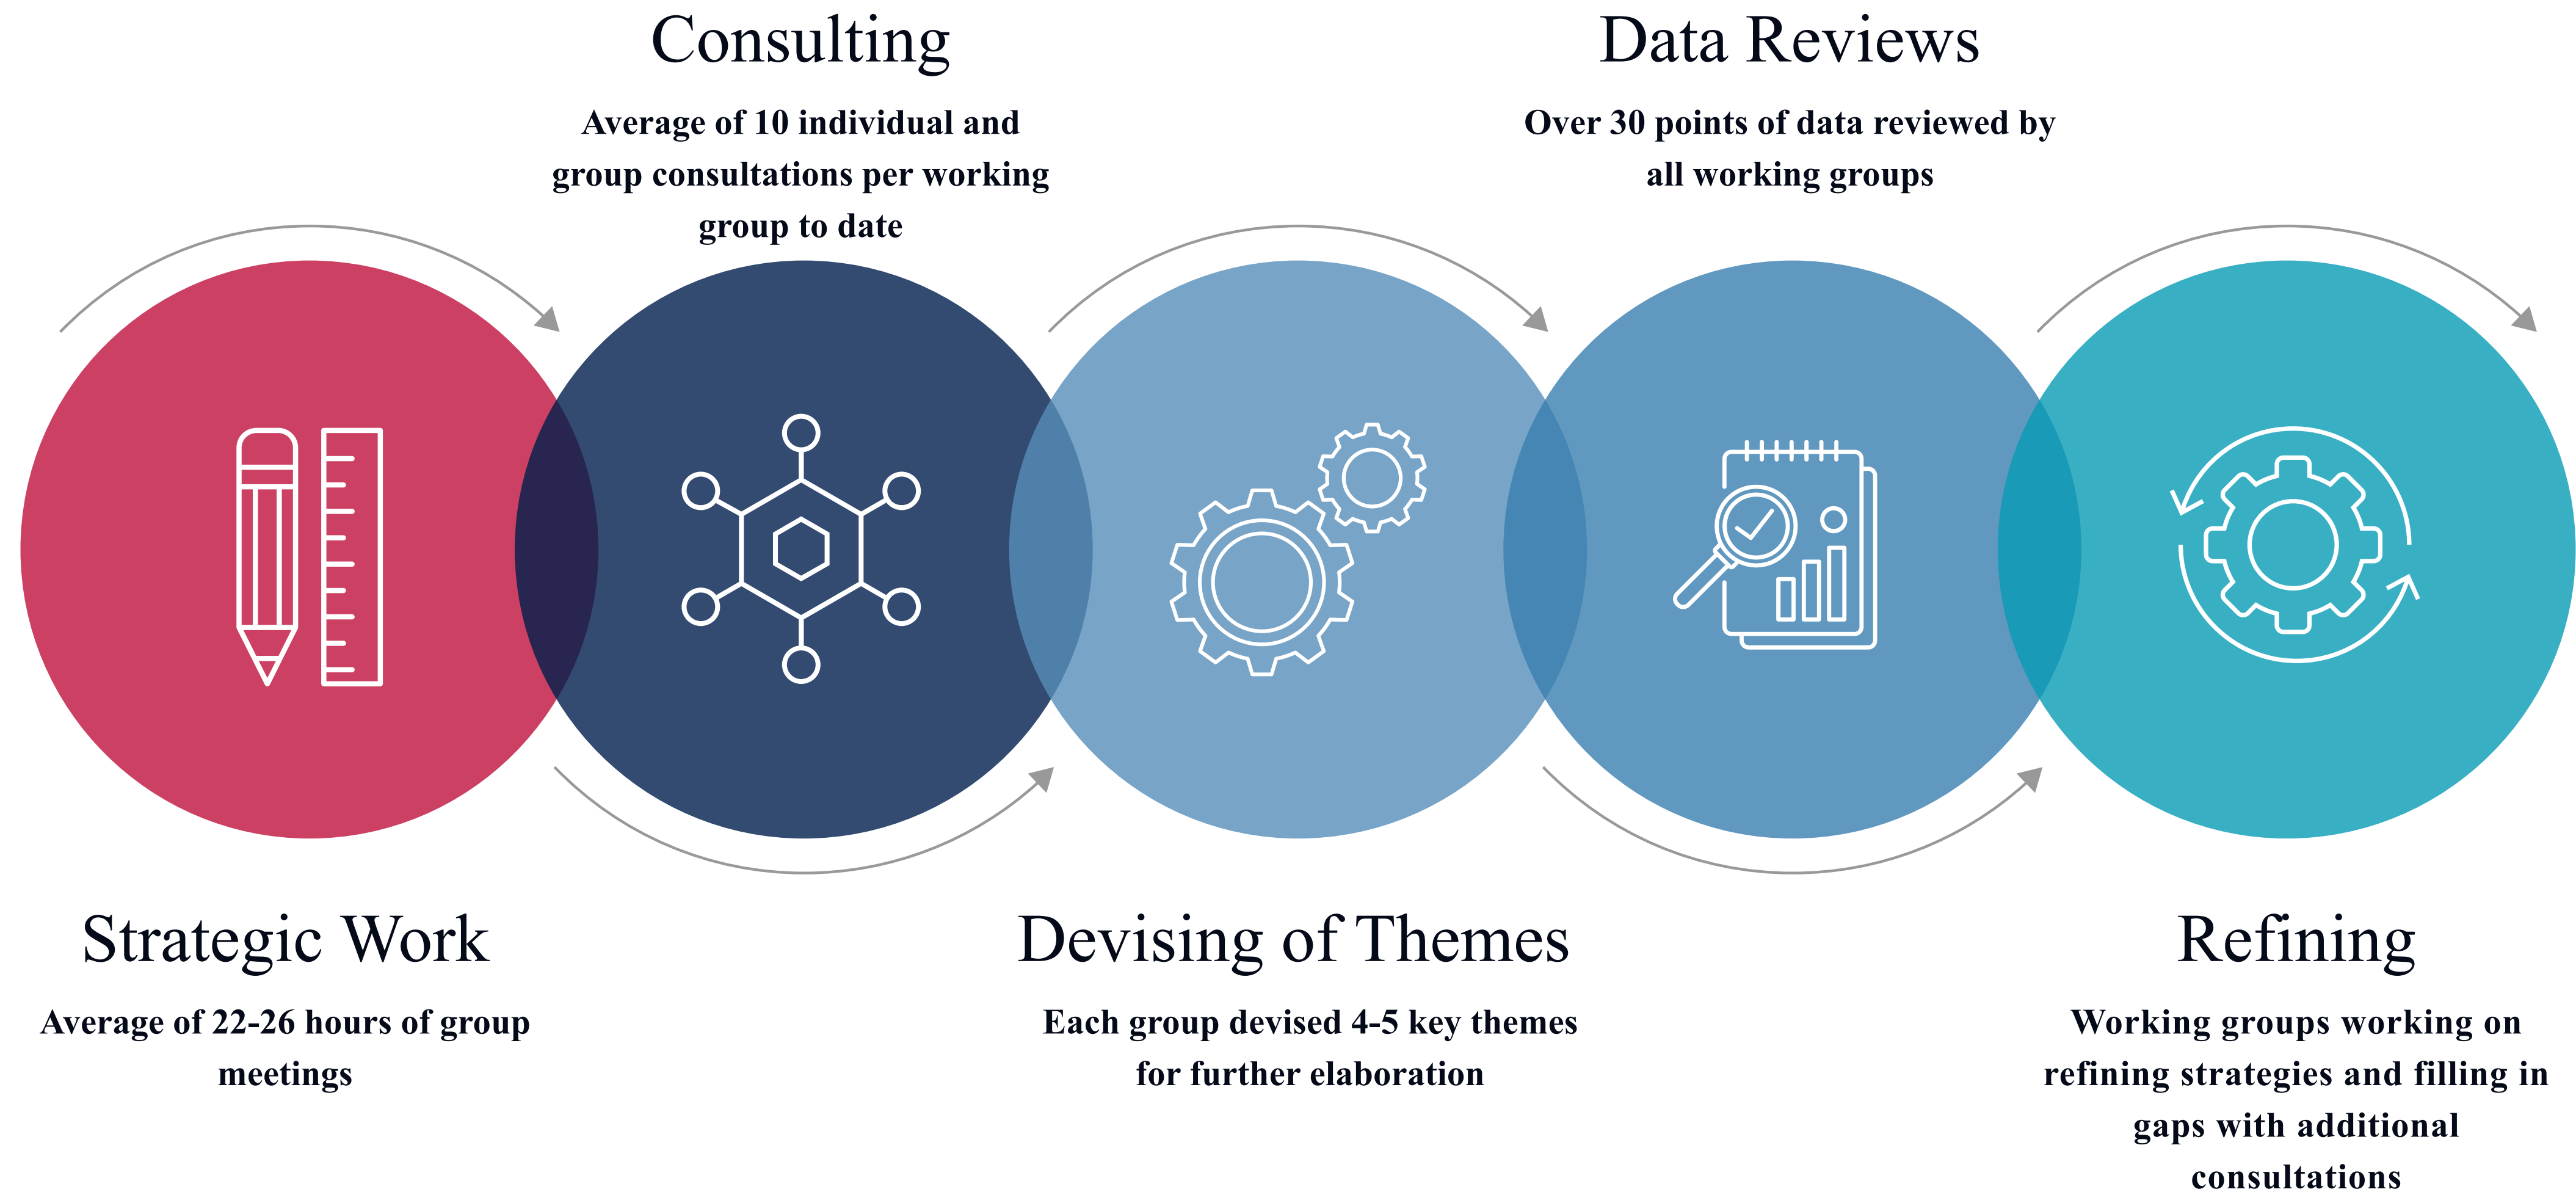 Consulting
Average of 10 individual and
group consultations per working
group to date
Data Reviews
Over 30 points of data reviewed by
all working groups
Strategic Work
Average of 22-26 hours of group
meetings
Devising of Themes
Each group devised 4-5 key themes
for further elaboration
Refining
Working groups working on
refining strategies and filling in
gaps with additional
consultations